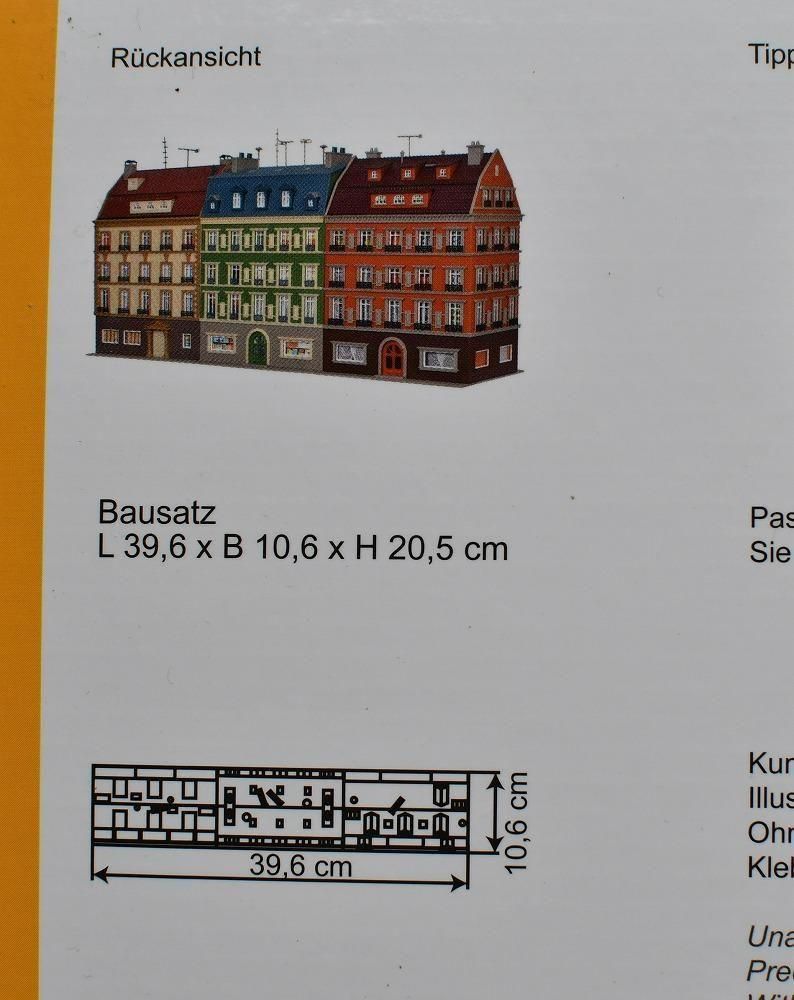 Rückansicht
Bausatz
L 39,6 x B 10,6 x H 20,5 cm
39,6 cm
10,6 cm
Tipp
Pas
Sie
Kun
Illus
Ohn
Kleb
Una
Pred